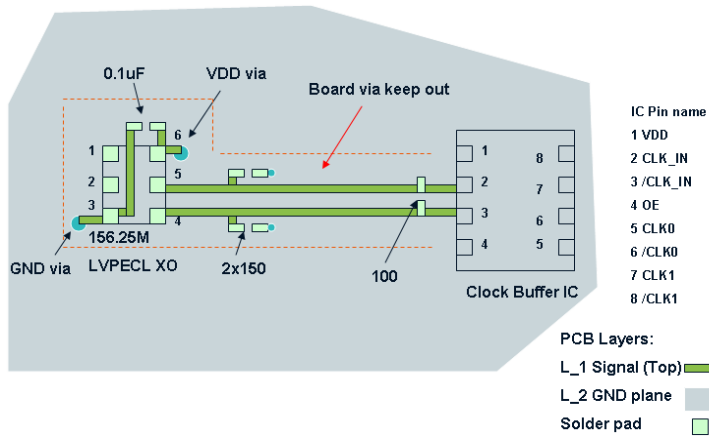 0.1uF
VDD via
Board via keep out
6
1
5
2
3
4
156.25M
GND via
LVPECL XO
2x150
100
1
8
2
7
3
6
4
5
Clock Buffer IC
IC Pin name
1 VDD
2 CLK_IN
3 /CLK_IN
4 OE
5 CLK0
6 /CLK0
7 CLK1
8 /CLK1
PCB Layers:
L_1 Signal (Top)
L_2 GND plane
Solder pad